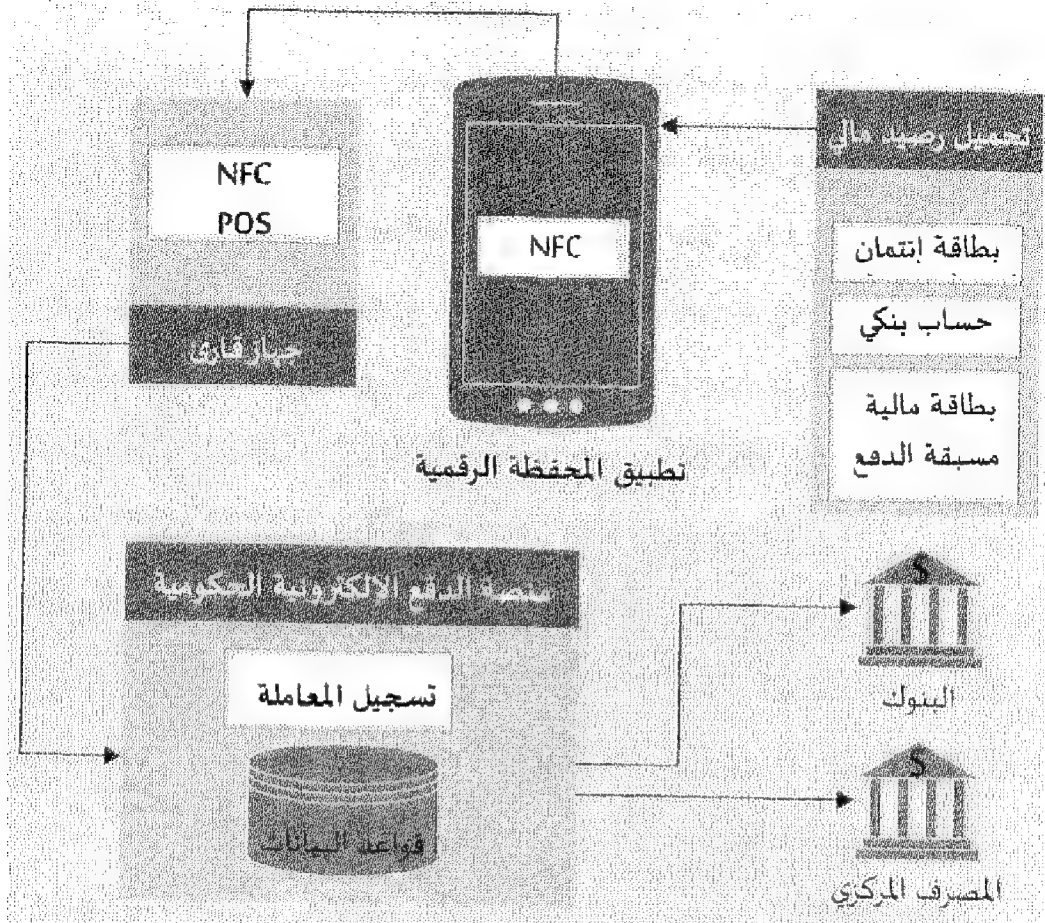 تحميل رصيد مالي
بطاقة إئتمان
حساب بنكي
بطاقة مالية
مسبقة الدفع
NFC
تطبيق المحفظة الرقمية
NFC
POS
جهاز قارئ
منصة الدفع الالكترونية الحكومية
تسجيل المعاملة
قواعد البيانات
$
البنوك
$
المصرف المركزي